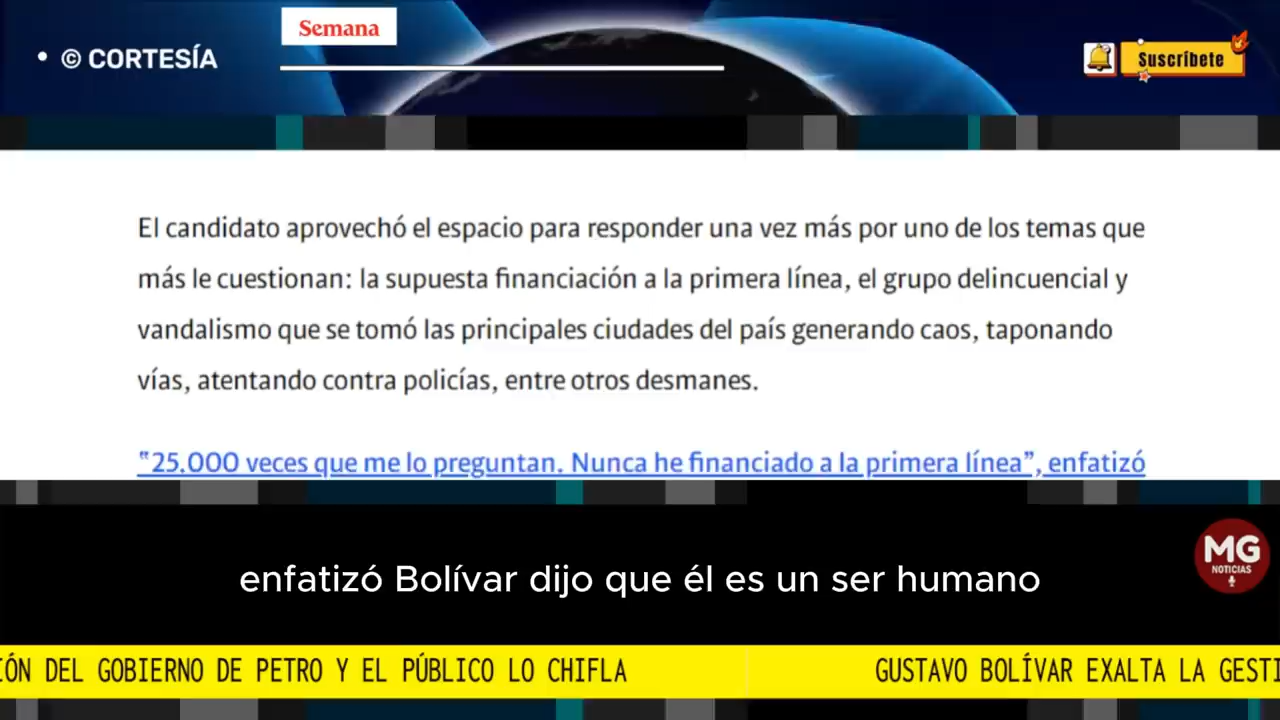 Semana
• © CORTESÍA
Suscríbete
El candidato aprovechó el espacio para responder una vez más por uno de los temas que
más le cuestionan: la supuesta financiación a la primera línea, el grupo delincuencial y
vandalismo que se tomó las principales ciudades del país generando caos, taponando
vías, atentando contra policías, entre otros desmanes.
“25.000 veces que me lo preguntan. Nunca he financiado a la primera línea”, enfatizó
enfatizó Bolívar dijo que él es un ser humano
MG
NOTICIAS
IÓN DEL GOBIERNO DE PETRO Y EL PÚBLICO LO CHIFLA
GUSTAVO BOLÍVAR EXALTA LA GESTI